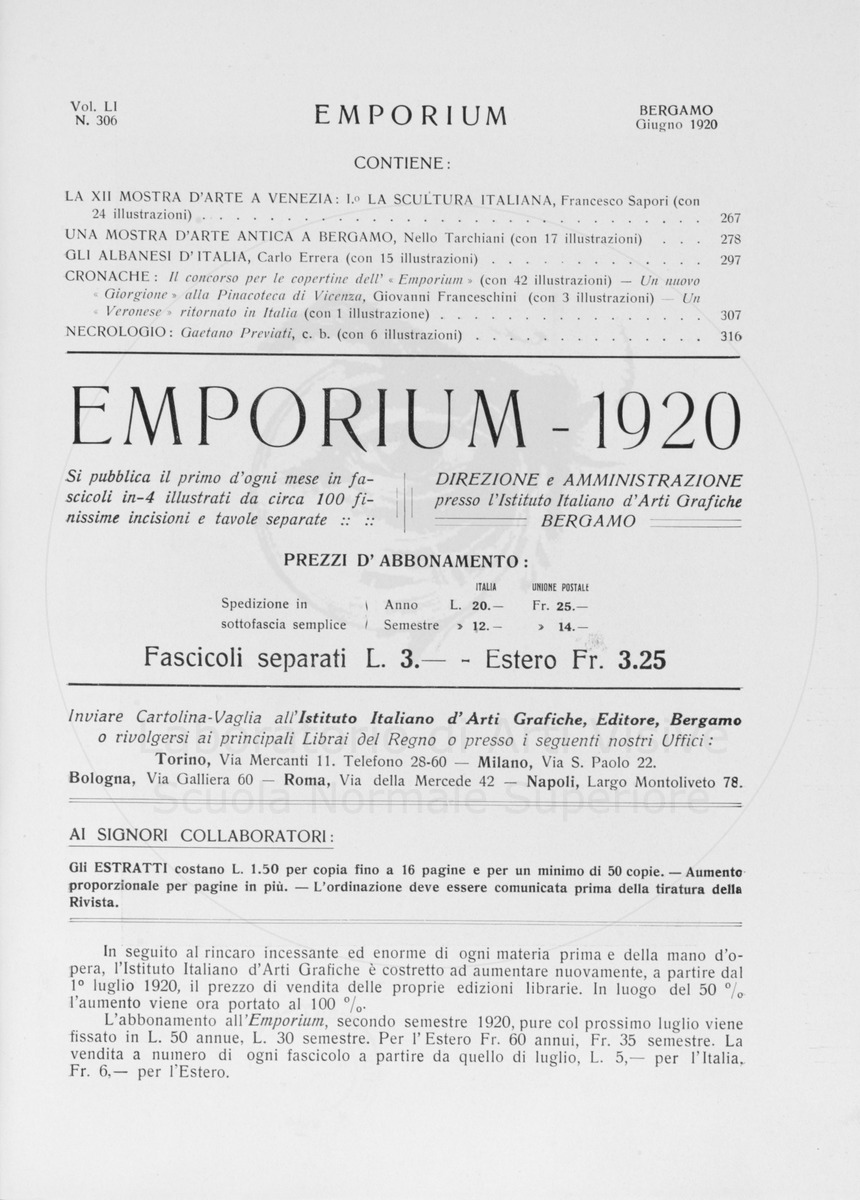 Vol. LI
N. 306
EMPORIUM
BERGAMO
Giugno 1920
CONTIENE:
LA XII MOSTRA D'ARTE A VENEZIA: I.º LA SCULTURA ITALIANA, Francesco Sapori (con
24 illustrazioni) . . . . . . . . . . . . . . . . . . . . . . . . . . . . . . . . . . . . 267
UNA MOSTRA D'ARTE ANTICA A BERGAMO, Nello Tarchiani (con 17 illustrazioni) . . . 278
GLI ALBANESI D'ITALIA, Carlo Errera (con 15 illustrazioni) . . . . . . . . . . . . . . . 297
CRONACHE: Il concorso per le copertine dell' « Emporium » (con 42 illustrazioni) — Un nuovo
« Giorgione » alla Pinacoteca di Vicenza, Giovanni Franceschini (con 3 illustrazioni) — Un
« Veronese » ritornato in Italia (con 1 illustrazione) . . . . . . . . . . . . . . . . . . 307
NECROLOGIO: Gaetano Previati, c. b. (con 6 illustrazioni) . . . . . . . . . . . . . . . . 316
EMPORIUM - 1920
Si pubblica il primo d'ogni mese in fa-
scicoli in-4 illustrati da circa 100 fi-
nissime incisioni e tavole separate :: ::
DIREZIONE e AMMINISTRAZIONE
presso l'Istituto Italiano d'Arti Grafiche
BERGAMO
PREZZI D'ABBONAMENTO:
ITALIA UNIONE POSTALE
Spedizione in Anno L. 20.— Fr. 25.—
sottofascia semplice Semestre » 12.— » 14.—
Fascicoli separati L. 3.— - Estero Fr. 3.25
Inviare Cartolina-Vaglia all'Istituto Italiano d'Arti Grafiche, Editore, Bergamo
o rivolgersi ai principali Librai del Regno o presso i seguenti nostri Uffici:
Torino, Via Mercanti 11. Telefono 28-60 — Milano, Via S. Paolo 22.
Bologna, Via Galliera 60 — Roma, Via della Mercede 42 — Napoli, Largo Montoliveto 78.
Scuola Normale Superiore
AI SIGNORI COLLABORATORI:
Gli ESTRATTI costano L. 1.50 per copia fino a 16 pagine e per un minimo di 50 copie. — Aumento
proporzionale per pagine in più. — L'ordinazione deve essere comunicata prima della tiratura della
Rivista.
In seguito al rincaro incessante ed enorme di ogni materia prima e della mano d'o-
pera, l'Istituto Italiano d'Arti Grafiche è costretto ad aumentare nuovamente, a partire dal
1º luglio 1920, il prezzo di vendita delle proprie edizioni librarie. In luogo del 50 %
l'aumento viene ora portato al 100 %.
L'abbonamento all'Emporium, secondo semestre 1920, pure col prossimo luglio viene
fissato in L. 50 annue, L. 30 semestre. Per l'Estero Fr. 60 annui, Fr. 35 semestre. La
vendita a numero di ogni fascicolo a partire da quello di luglio, L. 5,— per l'Italia,
Fr. 6,— per l'Estero.